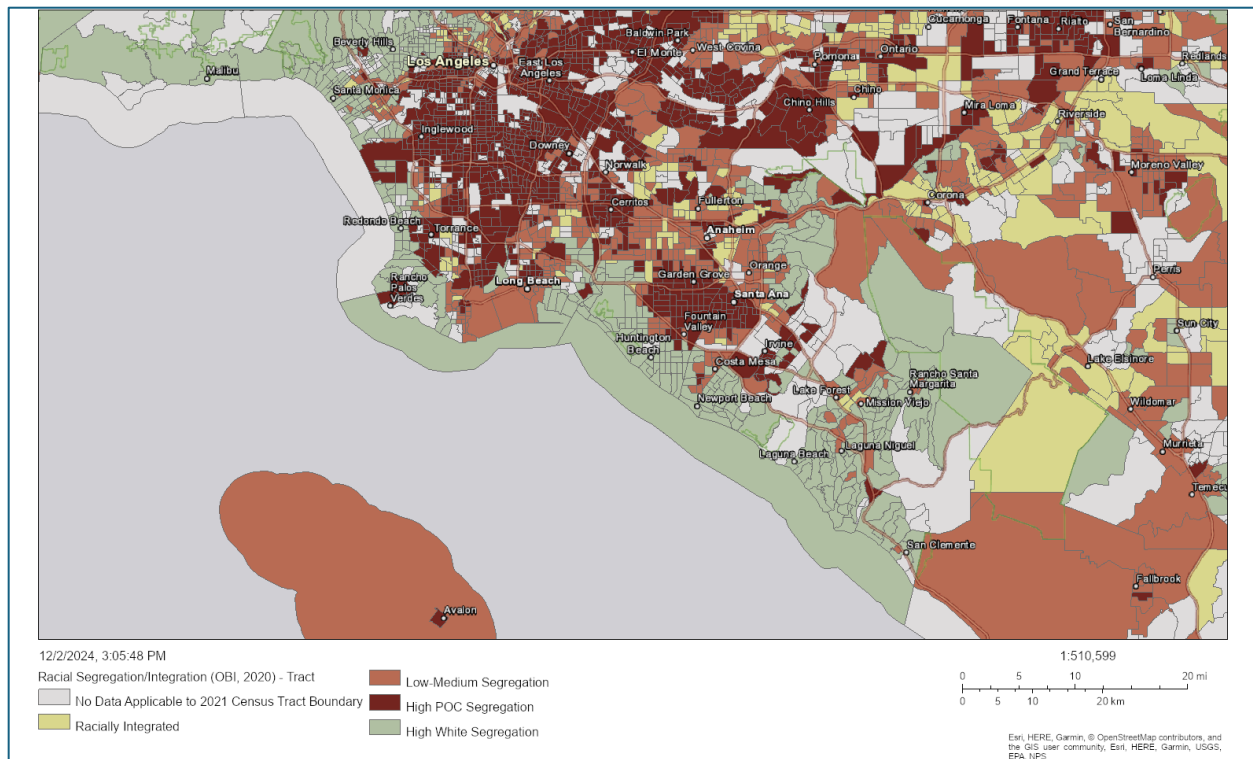 Cucamonga
Fontana
Rialto
San Bernardino
Baldwin Park
Beverly Hills
El Monte
West Covina
Ontario
Los Angeles
East Los Angeles
Pomona
Redlands
Malibu
Grand Terrace
Loma Linda
Santa Monica
Chino
Chino Hills
Mira Loma
Riverside
Inglewood
Downey
Norwalk
Moreno Valley
Cerritos
Fullerton
Corona
Redondo Beach
Torrance
Anaheim
Orange
Rancho Palos Verdes
Long Beach
Garden Grove
Perris
Santa Ana
Fountain Valley
Sun City
Huntington Beach
Irvine
Costa Mesa
Lake Elsinore
Rancho Santa Margarita
Newport Beach
Lake Forest
Mission Viejo
Wildomar
Laguna Niguel
Laguna Beach
Murrieta
Temecu
San Clemente
Fallbrook
Avalon
12/2/2024, 3:05:48 PM
Racial Segregation/Integration (OBI, 2020) - Tract
No Data Applicable to 2021 Census Tract Boundary
Racially Integrated
Low-Medium Segregation
High POC Segregation
High White Segregation
1:510,599
0 5 10 20 mi
0 5 10 20 km
Esri, HERE, Garmin, © OpenStreetMap contributors, and
the GIS user community, Esri, HERE, Garmin, USGS,
EPA, NPS